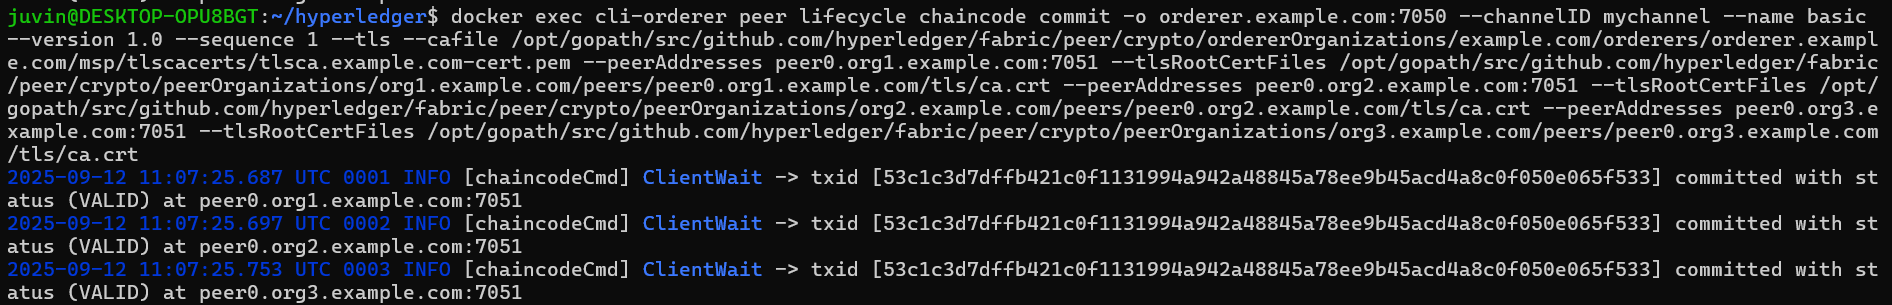 juvin@DESKTOP-OPU8BGT:~/hyperledger$ docker exec cli-orderer peer lifecycle chaincode commit -o orderer.example.com:7050 --channelID mychannel --name basic
--version 1.0 --sequence 1 --tls --cafile /opt/gopath/src/github.com/hyperledger/fabric/peer/crypto/ordererOrganizations/example.com/orderers/orderer.exampl
e.com/msp/tlscacerts/tlsca.example.com-cert.pem --peerAddresses peer0.org1.example.com:7051 --tlsRootCertFiles /opt/gopath/src/github.com/hyperledger/fabric
/peer/crypto/peerOrganizations/org1.example.com/peers/peer0.org1.example.com/tls/ca.crt --peerAddresses peer0.org2.example.com:7051 --tlsRootCertFiles /opt/
gopath/src/github.com/hyperledger/fabric/peer/crypto/peerOrganizations/org2.example.com/peers/peer0.org2.example.com/tls/ca.crt --peerAddresses peer0.org3.e
xample.com:7051 --tlsRootCertFiles /opt/gopath/src/github.com/hyperledger/fabric/peer/crypto/peerOrganizations/org3.example.com/peers/peer0.org3.example.com
/tls/ca.crt
2025-09-12 11:07:25.687 UTC 0001 INFO [chaincodeCmd] ClientWait -> txid [53c1c3d7dffb421c0f1131994a942a48845a78ee9b45acd4a8c0f050e065f533] committed with st
atus (VALID) at peer0.org1.example.com:7051
2025-09-12 11:07:25.697 UTC 0002 INFO [chaincodeCmd] ClientWait -> txid [53c1c3d7dffb421c0f1131994a942a48845a78ee9b45acd4a8c0f050e065f533] committed with st
atus (VALID) at peer0.org2.example.com:7051
2025-09-12 11:07:25.753 UTC 0003 INFO [chaincodeCmd] ClientWait -> txid [53c1c3d7dffb421c0f1131994a942a48845a78ee9b45acd4a8c0f050e065f533] committed with st
atus (VALID) at peer0.org3.example.com:7051